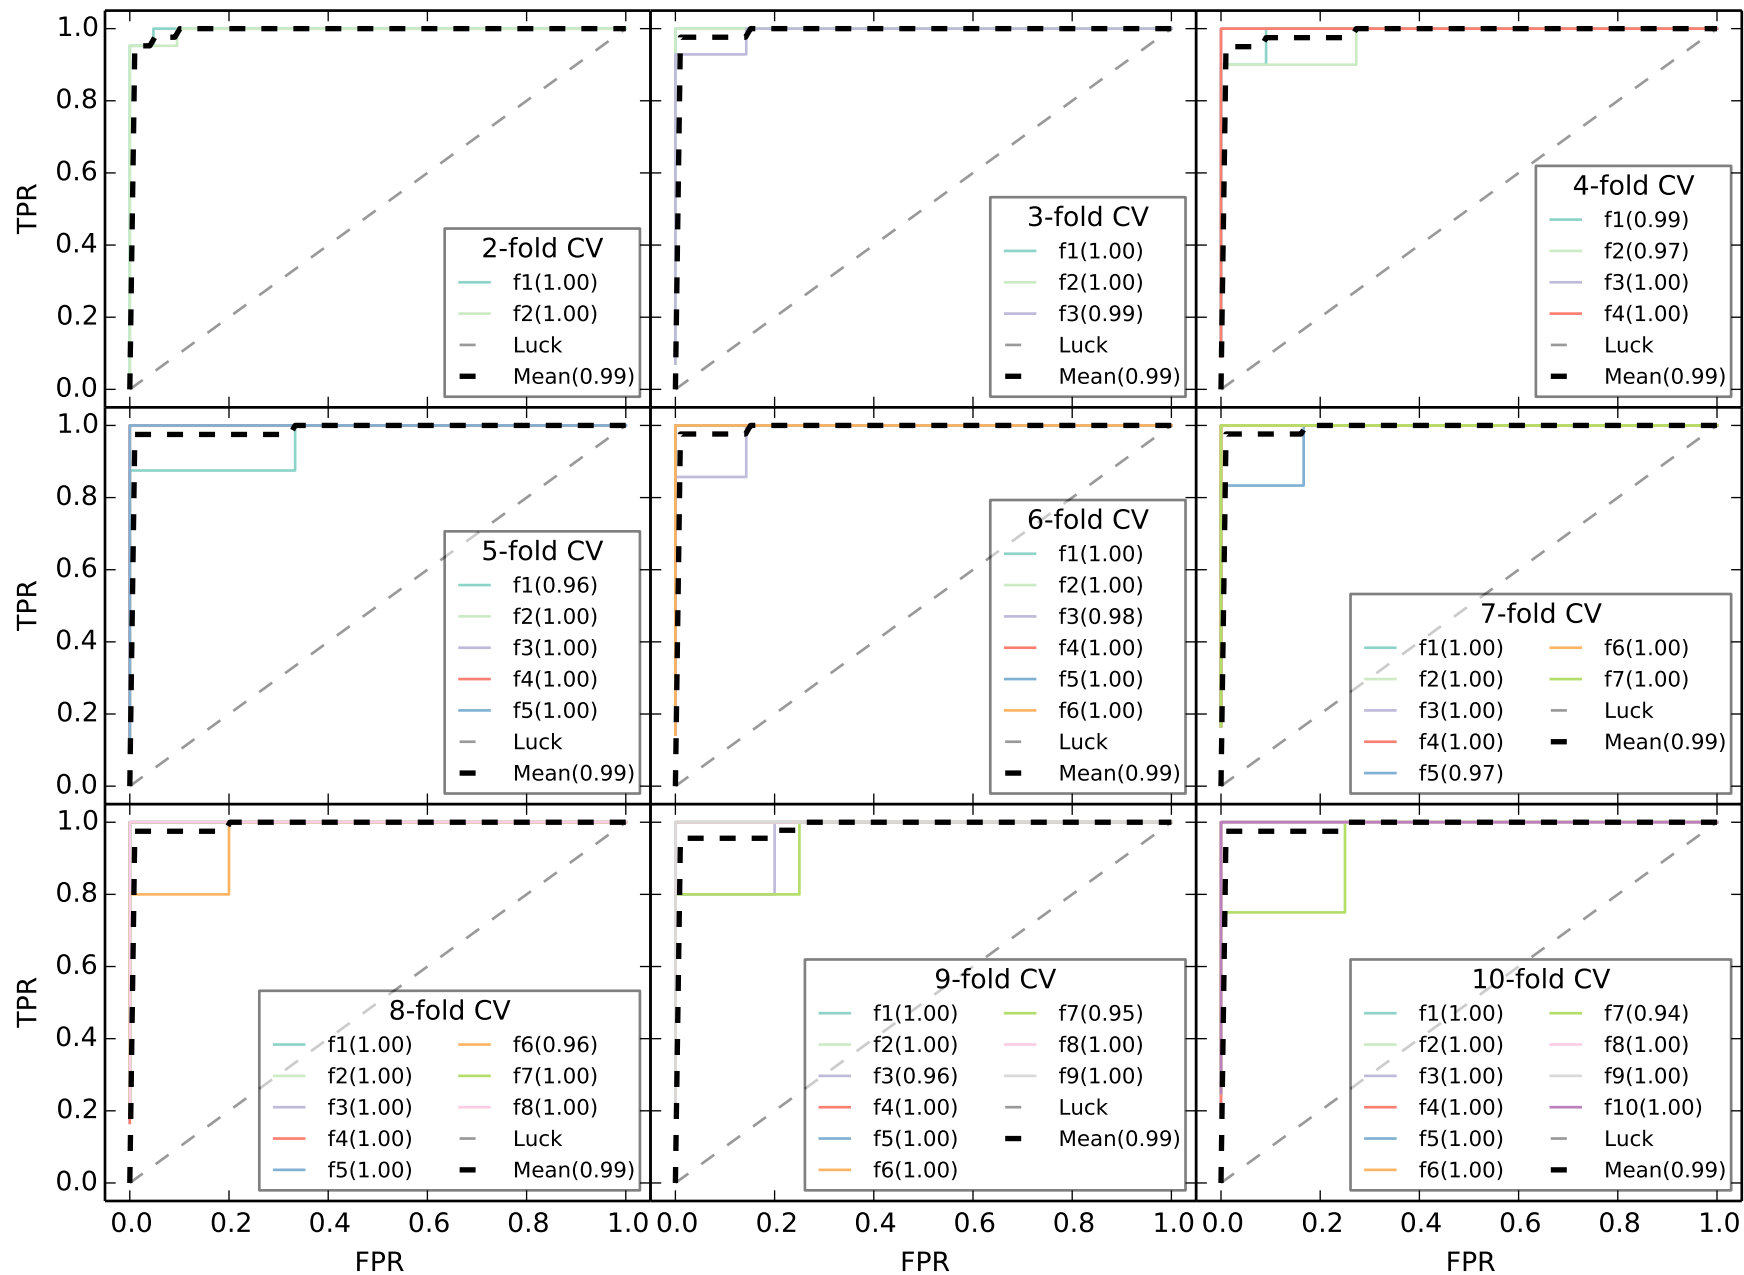 1.0
0.8
0.6
0.4
0.2
0.0
TPR
2-fold CV
f1(1.00)
f2(1.00)
Luck
Mean(0.99)
3-fold CV
f1(1.00)
f2(1.00)
f3(0.99)
Luck
Mean(0.99)
4-fold CV
f1(0.99)
f2(0.97)
f3(1.00)
f4(1.00)
Luck
Mean(0.99)
1.0
0.8
0.6
0.4
0.2
0.0
TPR
5-fold CV
f1(0.96)
f2(1.00)
f3(1.00)
f4(1.00)
f5(1.00)
Luck
Mean(0.99)
6-fold CV
f1(1.00)
f2(1.00)
f3(0.98)
f4(1.00)
f5(1.00)
f6(1.00)
Luck
Mean(0.99)
7-fold CV
f1(1.00)
f2(1.00)
f3(1.00)
f4(1.00)
f5(0.97)
f6(1.00)
f7(1.00)
Luck
Mean(0.99)
1.0
0.8
0.6
0.4
0.2
0.0
TPR
8-fold CV
f1(1.00)
f2(1.00)
f3(1.00)
f4(1.00)
f5(1.00)
f6(0.96)
f7(1.00)
f8(1.00)
Luck
Mean(0.99)
9-fold CV
f1(1.00)
f2(1.00)
f3(0.96)
f4(1.00)
f5(1.00)
f6(1.00)
f7(0.95)
f8(1.00)
f9(1.00)
Luck
Mean(0.99)
10-fold CV
f1(1.00)
f2(1.00)
f3(1.00)
f4(1.00)
f5(1.00)
f6(1.00)
f7(0.94)
f8(1.00)
f9(1.00)
f10(1.00)
Luck
Mean(0.99)
0.0 0.2 0.4 0.6 0.8 1.0
0.0 0.2 0.4 0.6 0.8 1.0
0.0 0.2 0.4 0.6 0.8 1.0
FPR
FPR
FPR